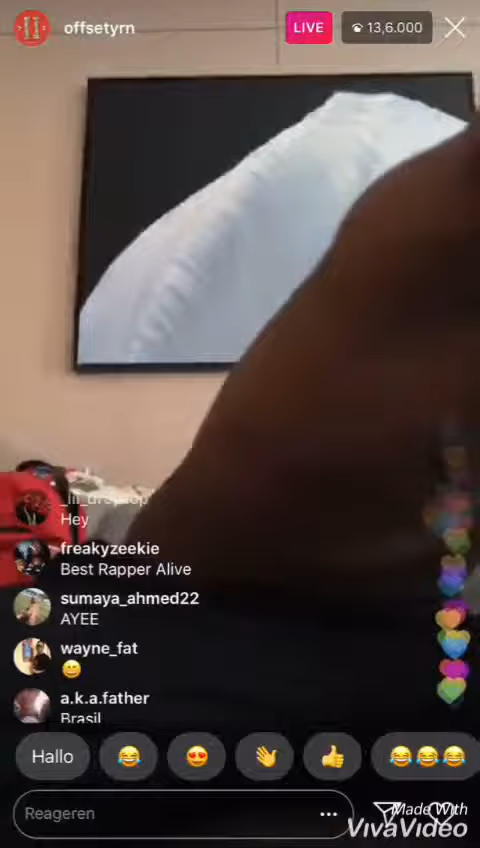 offsetyrn
LIVE
13,6.000
Hey
freakyzeekie
Best Rapper Alive
sumaya_ahmed22
AYEE
wayne_fat
a.k.a.father
Brasil
Hallo
Reageren
Made With
VivaVideo